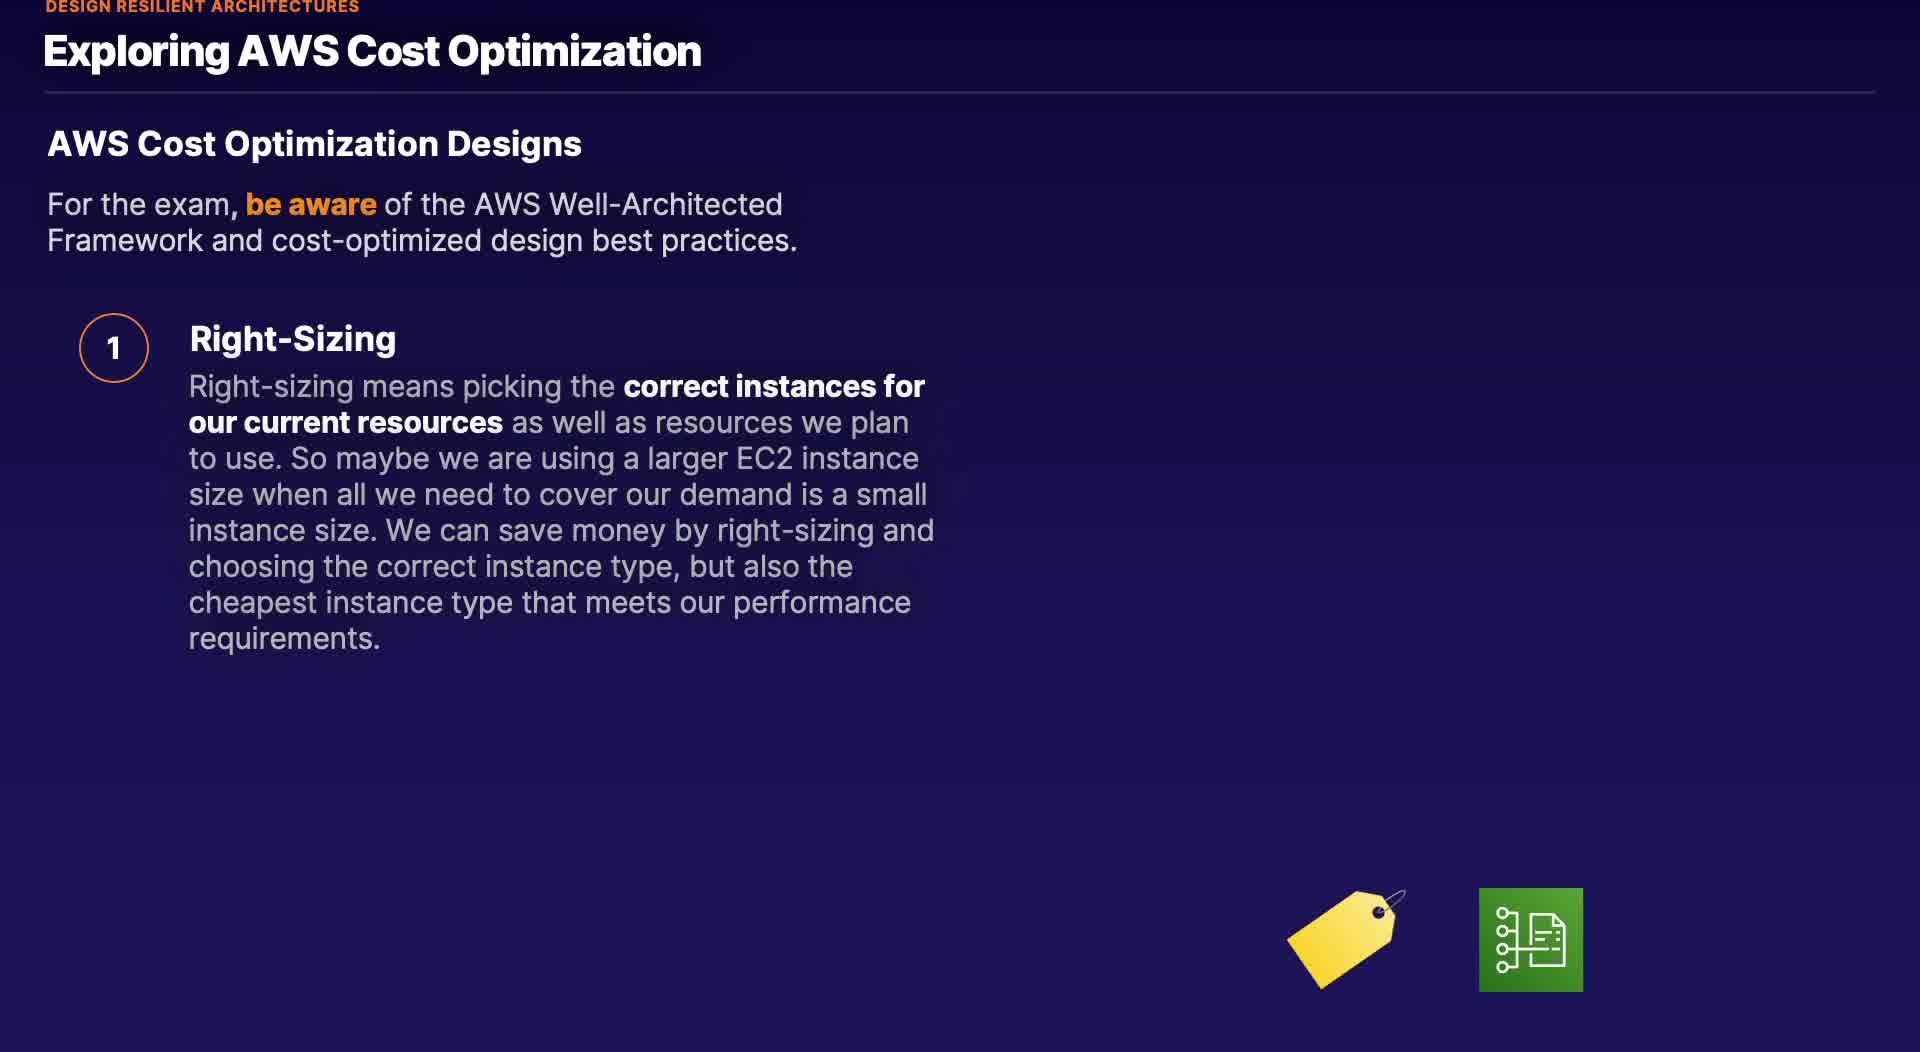 DESIGN RESILIENT ARCHITECTURES
Exploring AWS Cost Optimization
AWS Cost Optimization Designs
For the exam, be aware of the AWS Well-Architected
Framework and cost-optimized design best practices.
1
Right-Sizing
Right-sizing means picking the correct instances for
our current resources as well as resources we plan
to use. So maybe we are using a larger EC2 instance
size when all we need to cover our demand is a small
instance size. We can save money by right-sizing and
choosing the correct instance type, but also the
cheapest instance type that meets our performance
requirements.